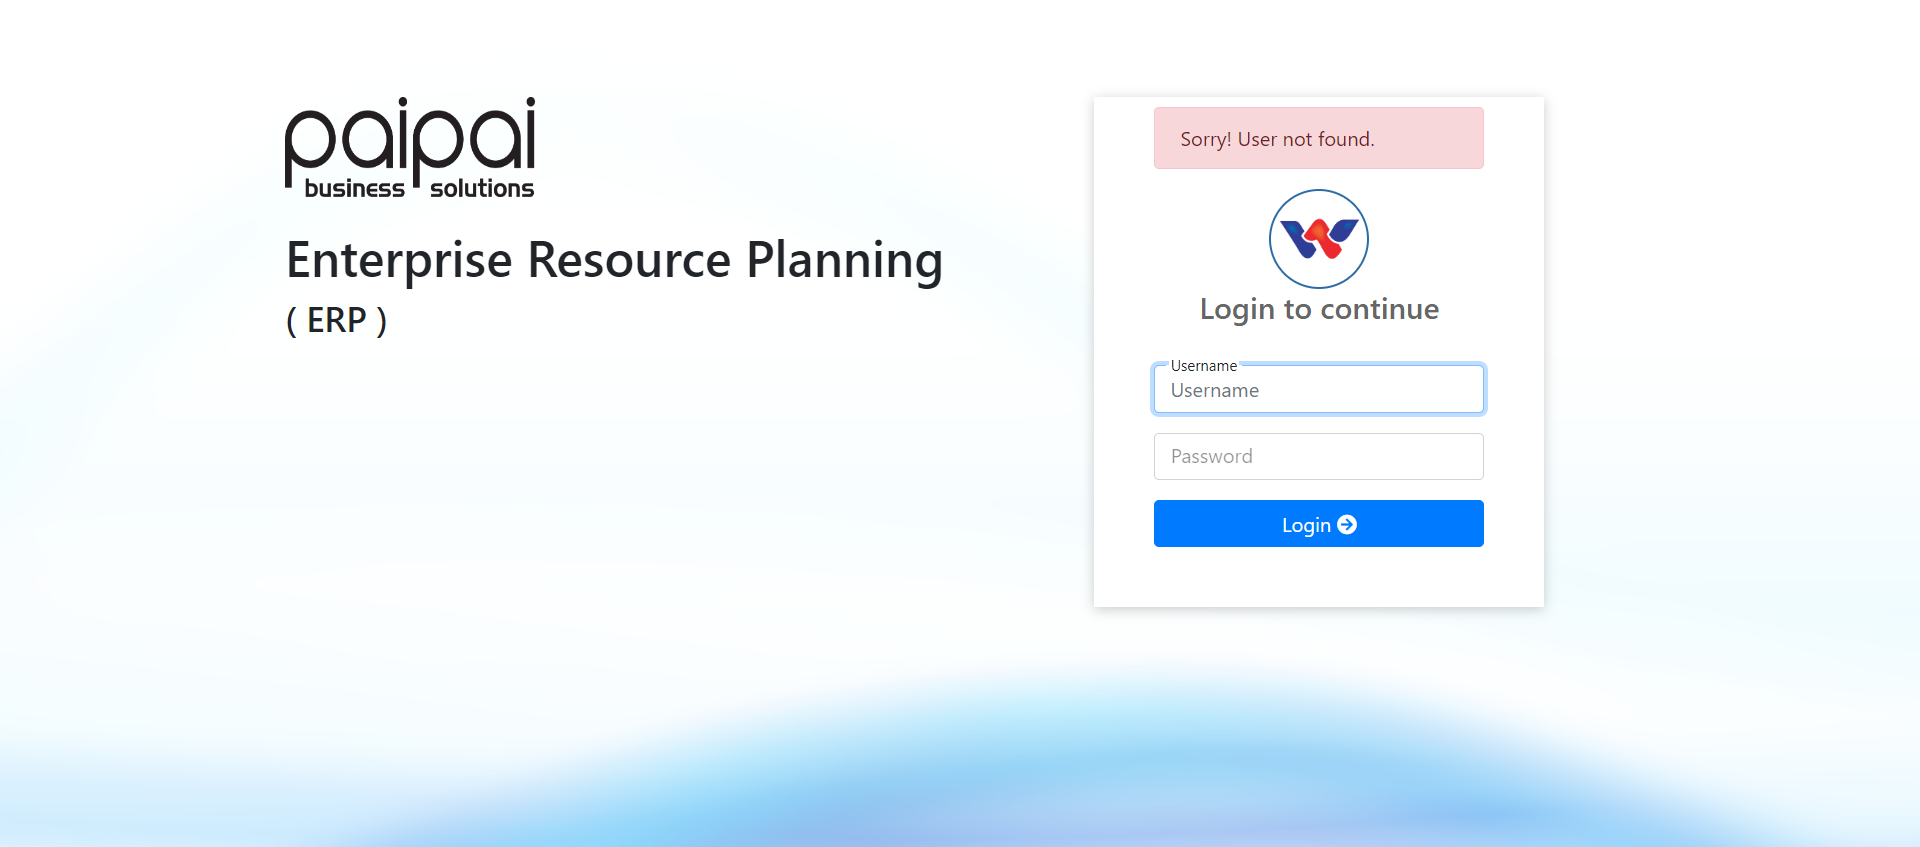 paipai
business solutions
Enterprise Resource Planning
( ERP )
Sorry! User not found.
Login to continue
Username
Username
Password
Login